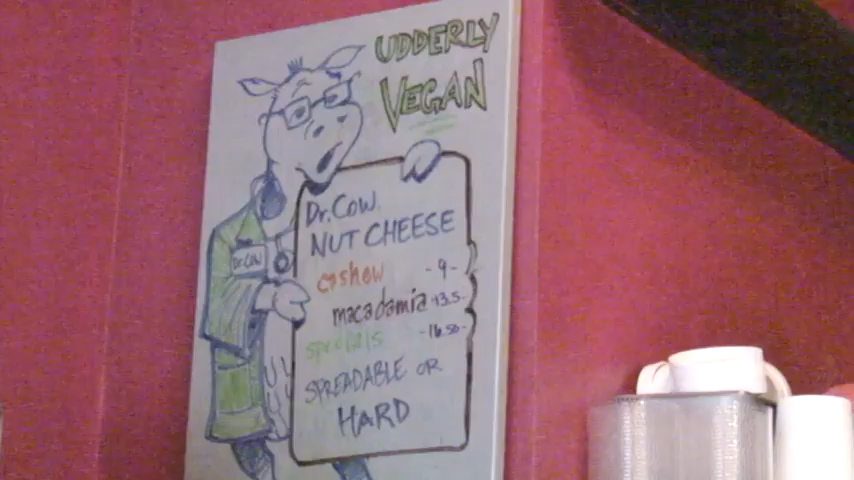 UDDERLY
VEGAN
Dr. Cow
NUT CHEESE
cashew -9-
macadamia -13.5-
specials -16.50-
SPREADABLE OR
HARD
Dr. Cow